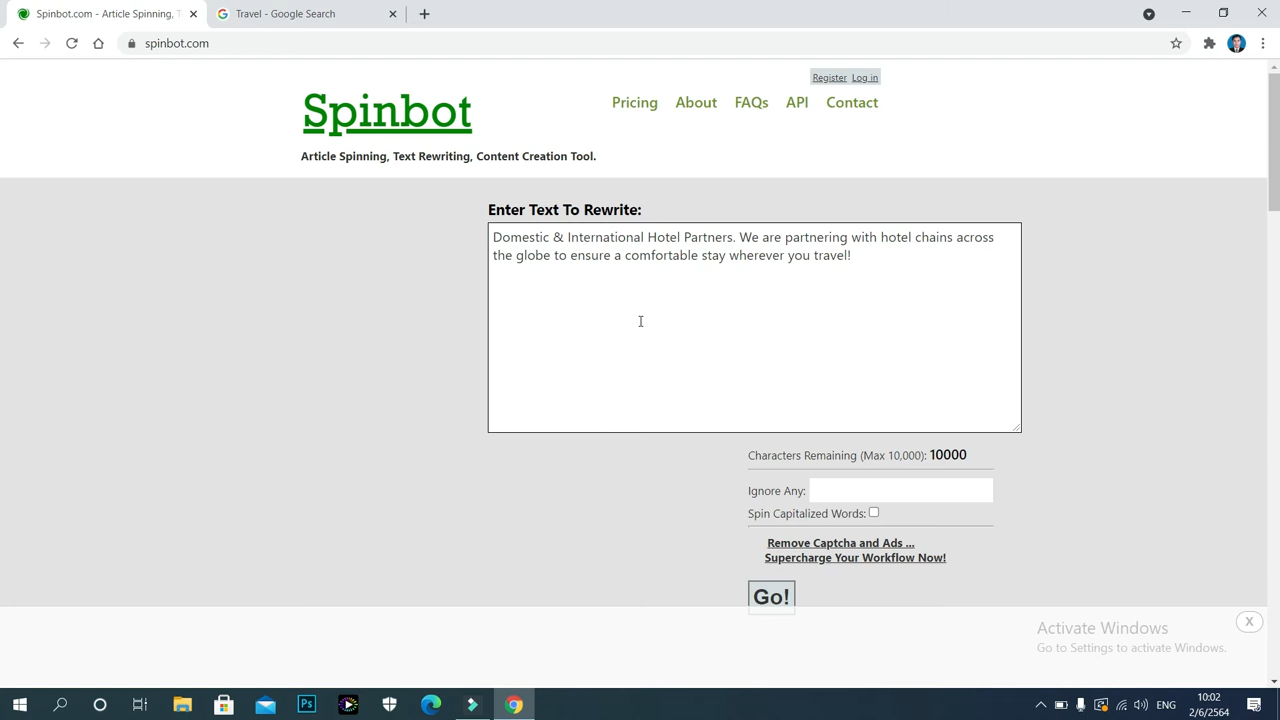 Spinbot.com - Article Spinning, T
Travel - Google Search
spinbot.com
Register Log in
Spinbot
Pricing About FAQs API Contact
Article Spinning, Text Rewriting, Content Creation Tool.
Enter Text To Rewrite:
Domestic & International Hotel Partners. We are partnering with hotel chains across
the globe to ensure a comfortable stay wherever you travel!
Characters Remaining (Max 10,000): 10000
Ignore Any:
Spin Capitalized Words:
Remove Captcha and Ads ...
Supercharge Your Workflow Now!
Go!
X
Activate Windows
Go to Settings to activate Windows.
Ps
ENG
10:02
2/6/2564